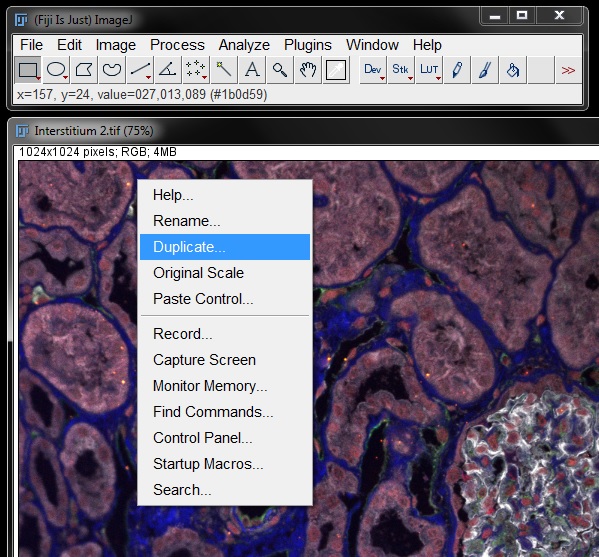 (Fiji Is Just) ImageJ
File Edit Image Process Analyze Plugins Window Help
A Dev Stk LUT >>
x=157, y=24, value=027,013,089 (#1b0d59)
Interstitium 2.tif (75%)
1024x1024 pixels; RGB; 4MB
Help...
Rename...
Duplicate...
Original Scale
Paste Control...
Record...
Capture Screen
Monitor Memory...
Find Commands...
Control Panel...
Startup Macros...
Search...